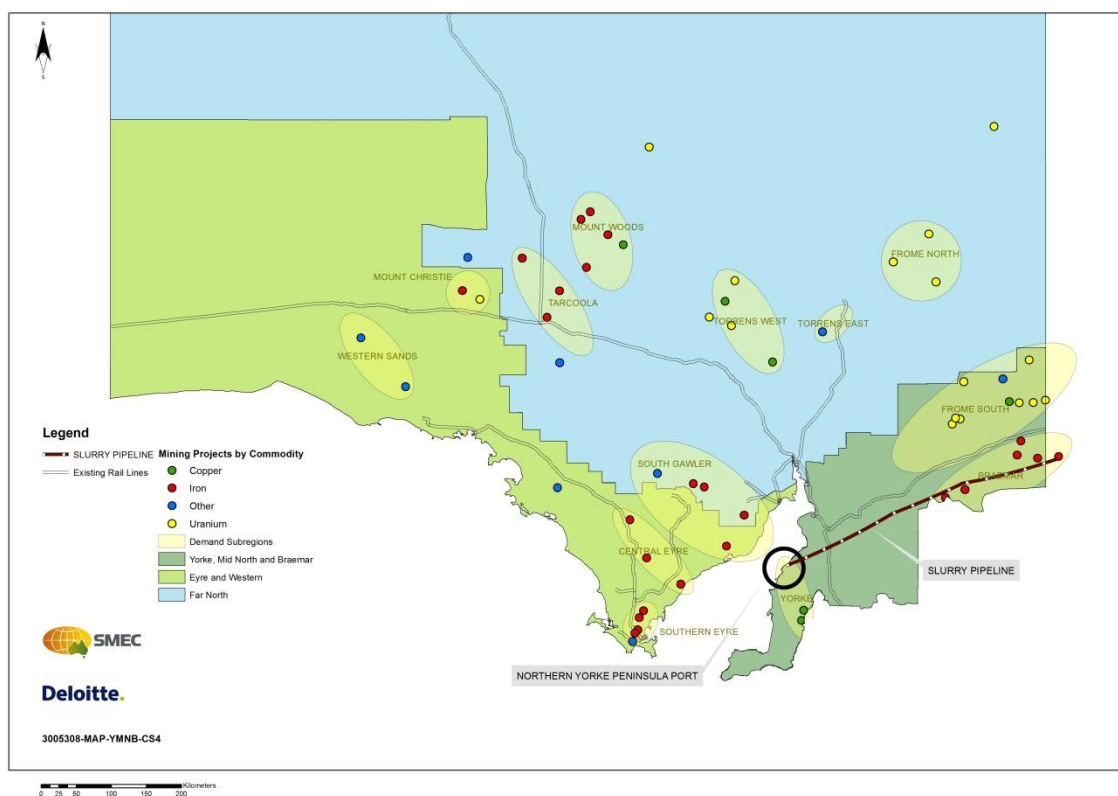 N
S
MOUNT WOODS
FROME NORTH
MOUNT CHRISTIE
TARCOOLA
TORRENS WEST
TORRENS EAST
WESTERN SANDS
FROME SOUTH
Legend
SLURRY PIPELINE
Existing Rail Lines
Mining Projects by Commodity
Copper
Iron
Other
Uranium
Demand Subregions
Yorke, Mid North and Braemar
Eyre and Western
Far North
SOUTH GAWLER
BRAEMAR
CENTRAL EYRE
SLURRY PIPELINE
YORKE
SOUTHERN EYRE
NORTHERN YORKE PENINSULA PORT
SMEC
Deloitte.
3005308-MAP-YMNB-CS4
Kilometers
0 25 50 100 150 200